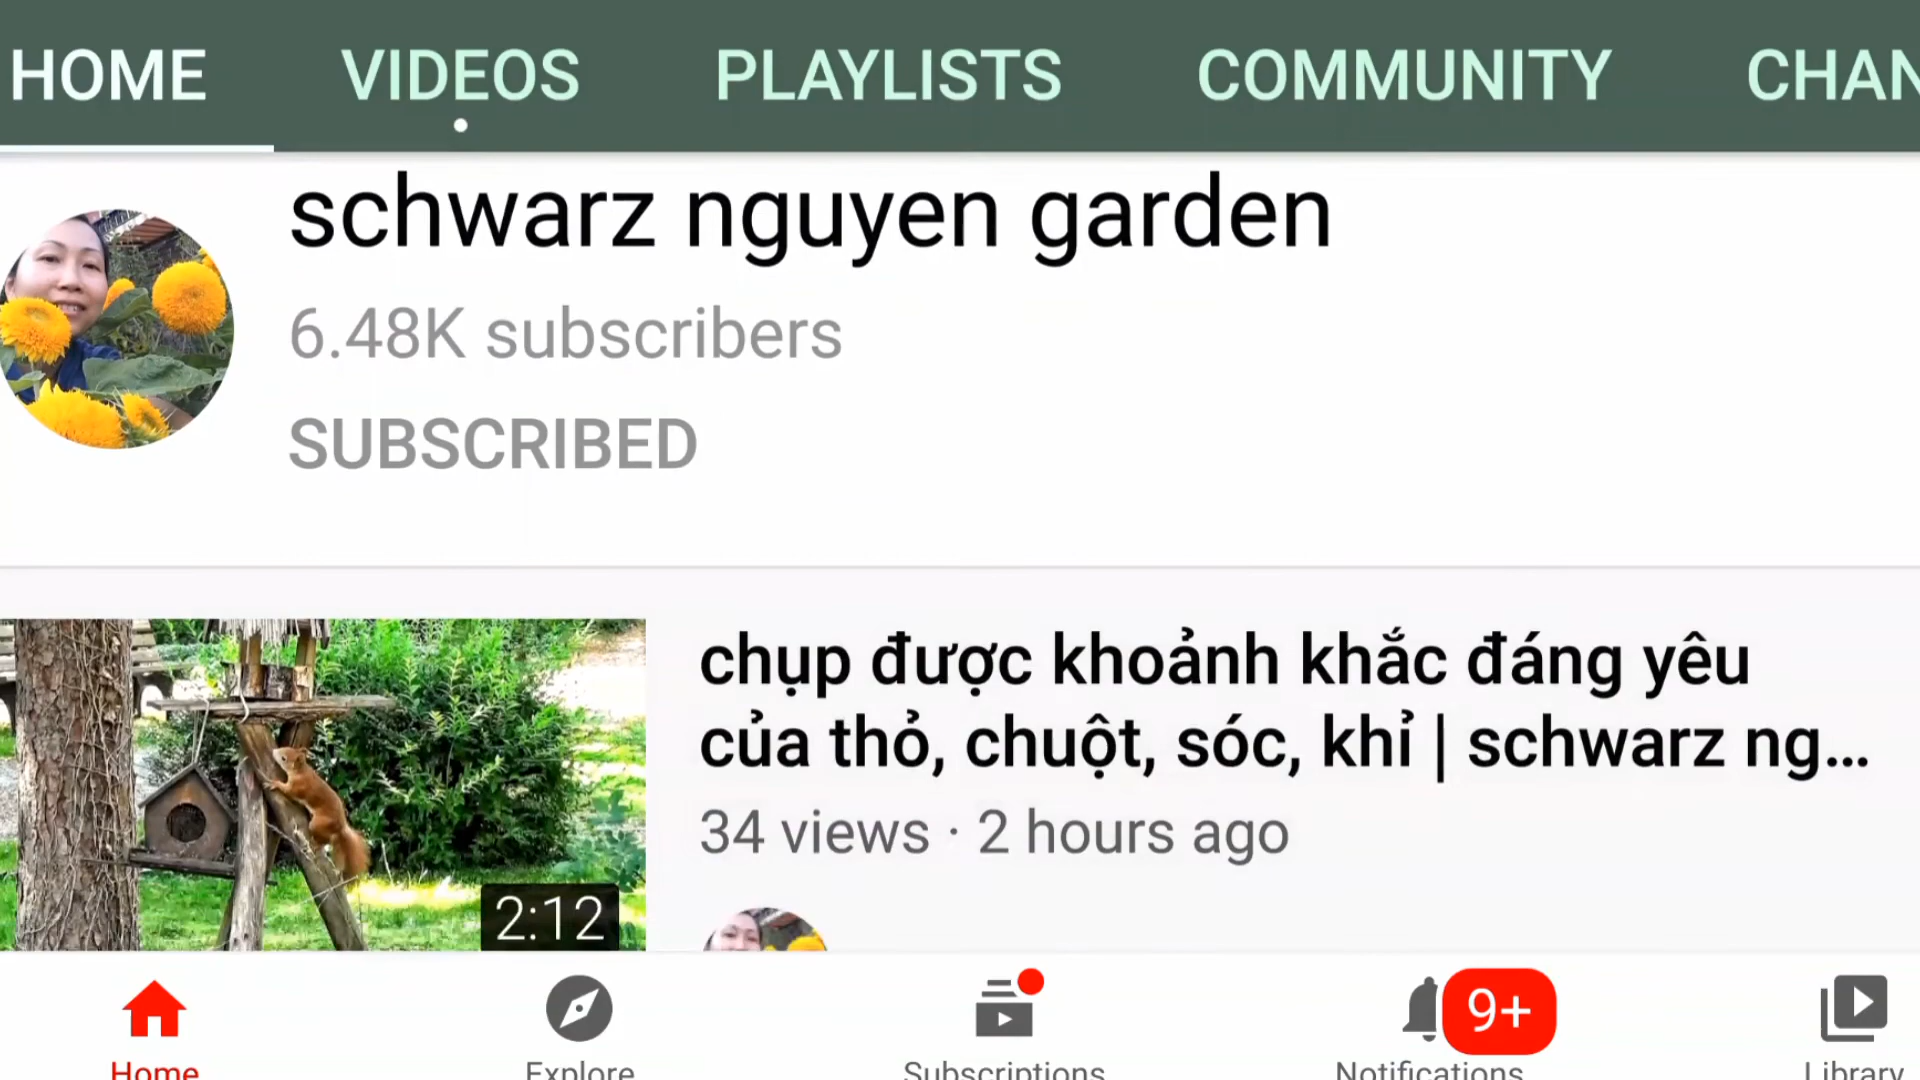 HOME VIDEOS PLAYLISTS COMMUNITY CHAN
schwarz nguyen garden
6.48K subscribers
SUBSCRIBED
chụp được khoảnh khắc đáng yêu
của thỏ, chuột, sóc, khỉ | schwarz ng...
34 views · 2 hours ago
2:12
9+
Home Explore Subscriptions Notifications Library